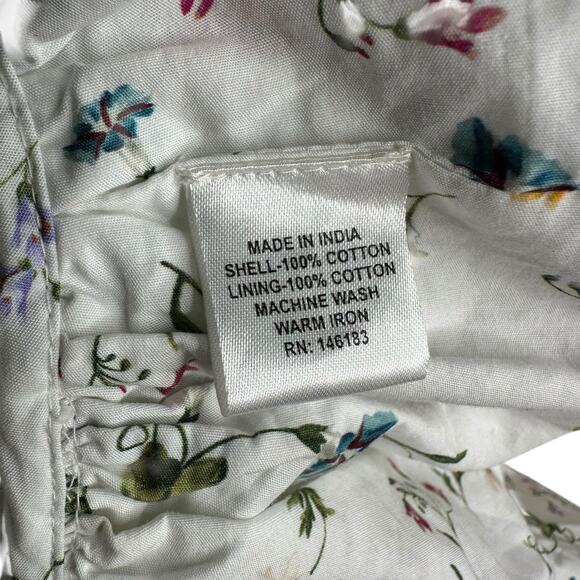 MADE IN INDIA
SHELL-100% COTTON
LINING-100% COTTON
MACHINE WASH
WARM IRON
RN: 146183